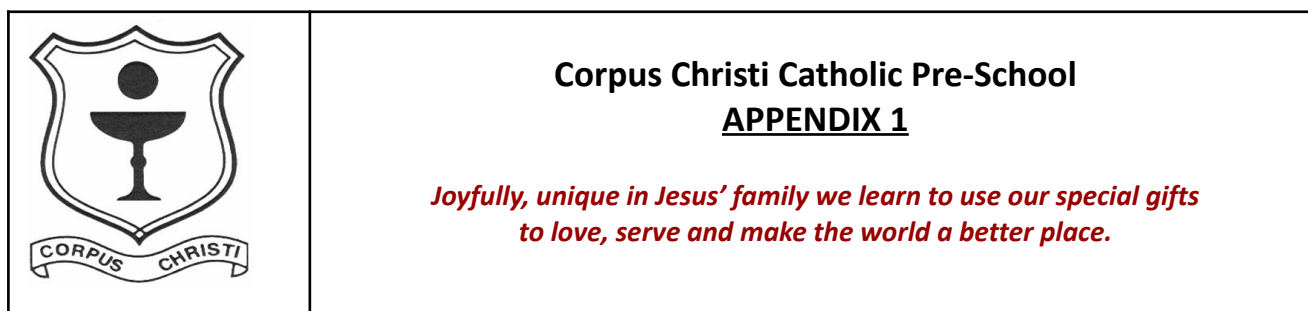 CORPUS CHRISTI
Corpus Christi Catholic Pre-School
APPENDIX 1
Joyfully, unique in Jesus’ family we learn to use our special gifts
to love, serve and make the world a better place.